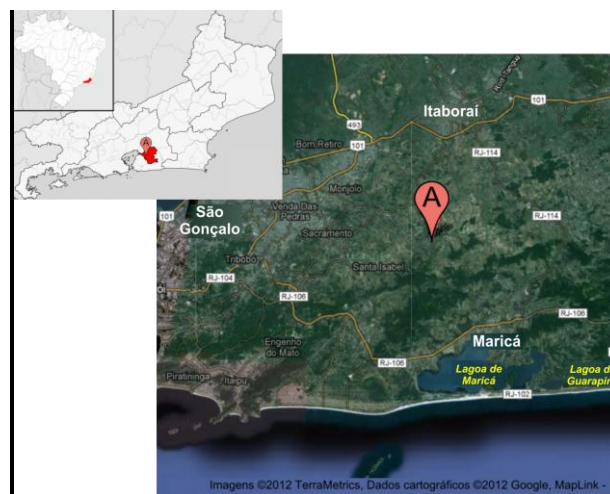 A
Itaboraí
101
493
Bom Retiro
101
RJ-114
Monjolo
A
Venda Das
Pedras
São
Gonçalo
101
RJ-114
Sacramento
Tribobó
Santa Isabel
RJ-104
RJ-106
RJ-106
Engenho
do Mato
Maricá
RJ-106
Piratininga
Itaipu
Lagoa de
Maricá
Lagoa d
Guarapir
RJ-102
Imagens ©2012 TerraMetrics, Dados cartográficos ©2012 Google, MapLink -